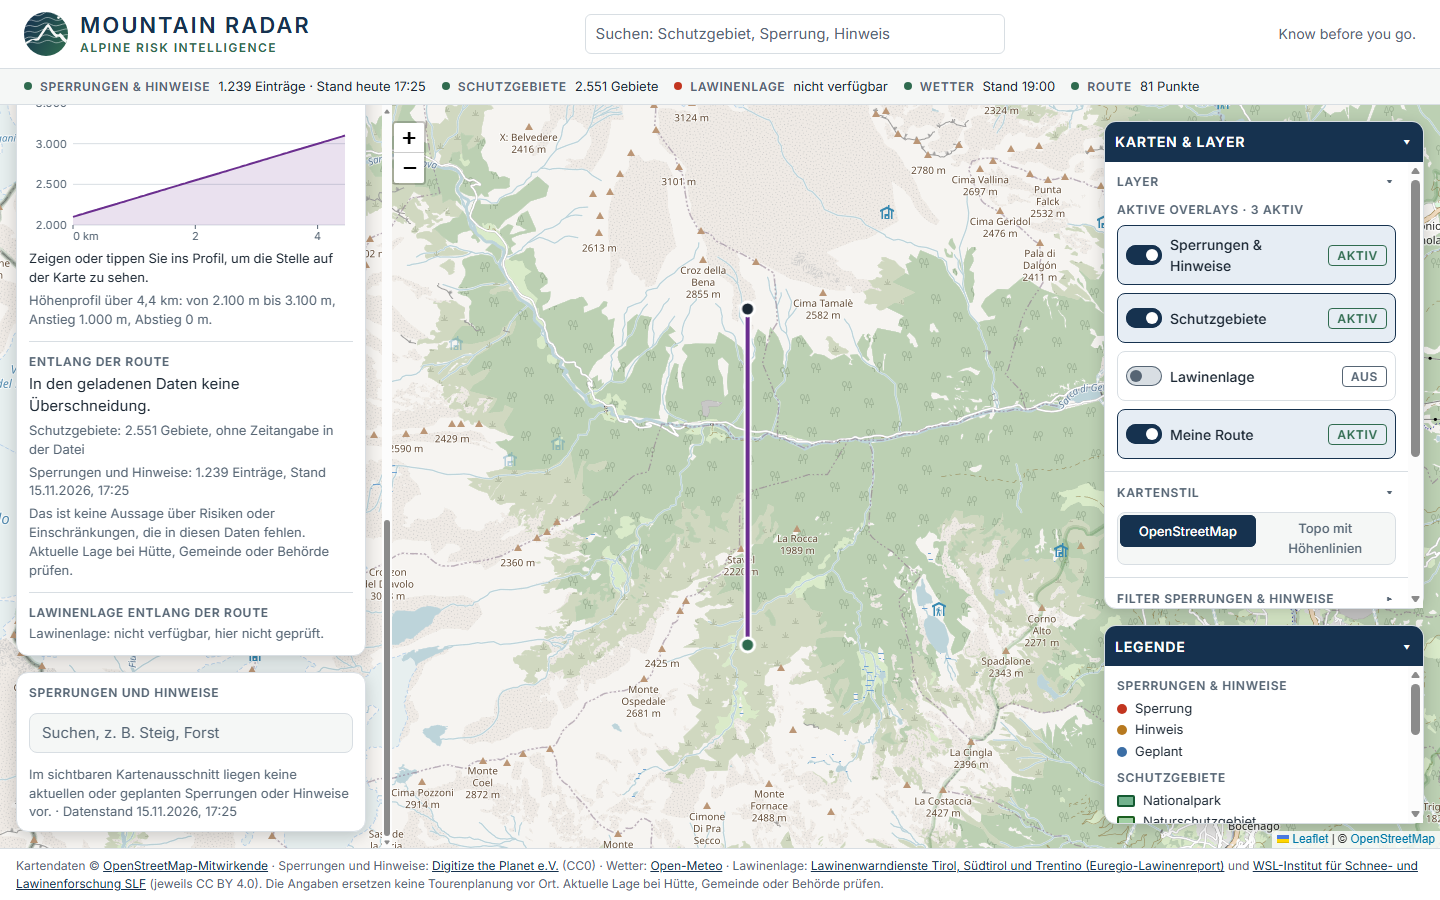 MOUNTAIN RADAR
ALPINE RISK INTELLIGENCE
Suchen: Schutzgebiet, Sperrung, Hinweis
Know before you go.
SPERRUNGEN & HINWEISE 1.239 Einträge · Stand heute 17:25 SCHUTZGEBIETE 2.551 Gebiete LAWINENLAGE nicht verfügbar WETTER Stand 19:00 ROUTE 81 Punkte
3.000
2.500
2.000
0 km 2 4
Zeigen oder tippen Sie ins Profil, um die Stelle auf
der Karte zu sehen.
Höhenprofil über 4,4 km: von 2.100 m bis 3.100 m,
Anstieg 1.000 m, Abstieg 0 m.
ENTLANG DER ROUTE
In den geladenen Daten keine
Überschneidung.
Schutzgebiete: 2.551 Gebiete, ohne Zeitangabe in
der Datei
Sperrungen und Hinweise: 1.239 Einträge, Stand
15.11.2026, 17:25
Das ist keine Aussage über Risiken oder
Einschränkungen, die in diesen Daten fehlen.
Aktuelle Lage bei Hütte, Gemeinde oder Behörde
prüfen.
LAWINENLAGE ENTLANG DER ROUTE
Lawinenlage: nicht verfügbar, hier nicht geprüft.
SPERRUNGEN UND HINWEISE
Suchen, z. B. Steig, Forst
Im sichtbaren Kartenausschnitt liegen keine
aktuellen oder geplanten Sperrungen oder Hinweise
vor. · Datenstand 15.11.2026, 17:25
+
−
3124 m
X: Belvedere
2416 m
3101 m
2613 m
Croz della
Bena
2855 m
Cima Tamalè
2582 m
2324 m
2780 m
Cima Vallina
2697 m
Punta
Falck
2532 m
Cima Geridol
2476 m
Pala di
Dalgón
2411 m
2429 m
2590 m
2360 m
La Rocca
1989 m
2425 m
Monte
Ospedale
2681 m
Corno
Alto
2271 m
Spadalone
2343 m
La Cingla
2396 m
Monte
Coel
2872 m
Cima Pozzoni
2914 m
Monte
Fornace
2488 m
Cimone
Di Pra
Secco
La Costaccia
2427 m
Bocenago
KARTEN & LAYER
LAYER
AKTIVE OVERLAYS · 3 AKTIV
Sperrungen &
Hinweise
AKTIV
Schutzgebiete
AKTIV
Lawinenlage
AUS
Meine Route
AKTIV
KARTENSTIL
OpenStreetMap
Topo mit
Höhenlinien
FILTER SPERRUNGEN & HINWEISE
LEGENDE
SPERRUNGEN & HINWEISE
Sperrung
Hinweis
Geplant
SCHUTZGEBIETE
Nationalpark
Naturschutzgebiet
Leaflet | © OpenStreetMap
Kartendaten © OpenStreetMap-Mitwirkende · Sperrungen und Hinweise: Digitize the Planet e.V. (CC0) · Wetter: Open-Meteo · Lawinenlage: Lawinenwarndienste Tirol, Südtirol und Trentino (Euregio-Lawinenreport) und WSL-Institut für Schnee- und
Lawinenforschung SLF (jeweils CC BY 4.0). Die Angaben ersetzen keine Tourenplanung vor Ort. Aktuelle Lage bei Hütte, Gemeinde oder Behörde prüfen.